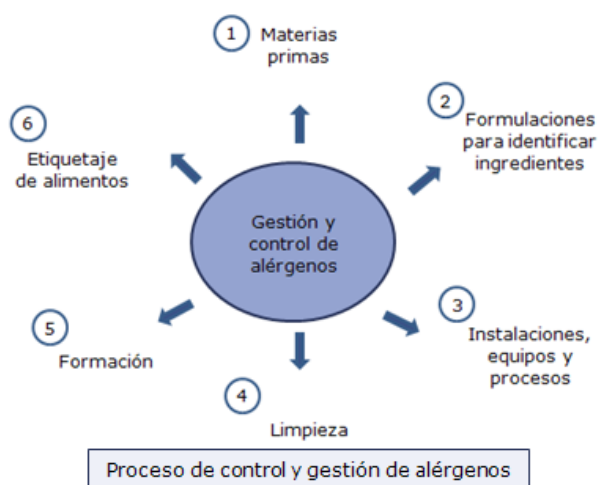 1
Materias
primas
2
Formulaciones
para identificar
ingredientes
3
Instalaciones,
equipos y
procesos
4
Limpieza
5
Formación
6
Etiquetaje
de alimentos
Gestión y
control de
alérgenos
Proceso de control y gestión de alérgenos